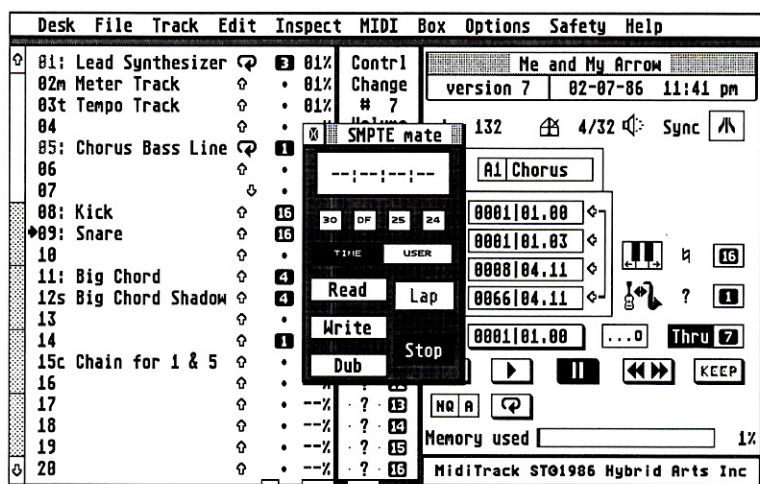 Desk File Track Edit Inspect MIDI Box Options Safety Help
01: Lead Synthesizer 3 01%
02m Meter Track • 01%
03t Tempo Track • 01%
04
05: Chorus Bass Line 1
06
07
08: Kick 16
09: Snare 16
10
11: Big Chord 4
12s Big Chord Shadow 4
13
14 1
15c Chain for 1 & 5
16
17 • --% · ? · 13
18 • --% · ? · 14
19 • --% · ? · 15
20 • --% · ? · 16
Contrl
Change
# 7
SMPTE mate
--:--:--:--
30 DF 25 24
TIME USER
Read Lap
Write
Dub Stop
Me and My Arrow
version 7 02-07-86 11:41 pm
132 4/32 Sync
A1 Chorus
0001|01.00
0001|01.03
0008|04.11 16
0066|04.11 ? 1
0001|01.00 ...0 Thru 7
KEEP
NQ A
Memory used 1%
MidiTrack ST©1986 Hybrid Arts Inc